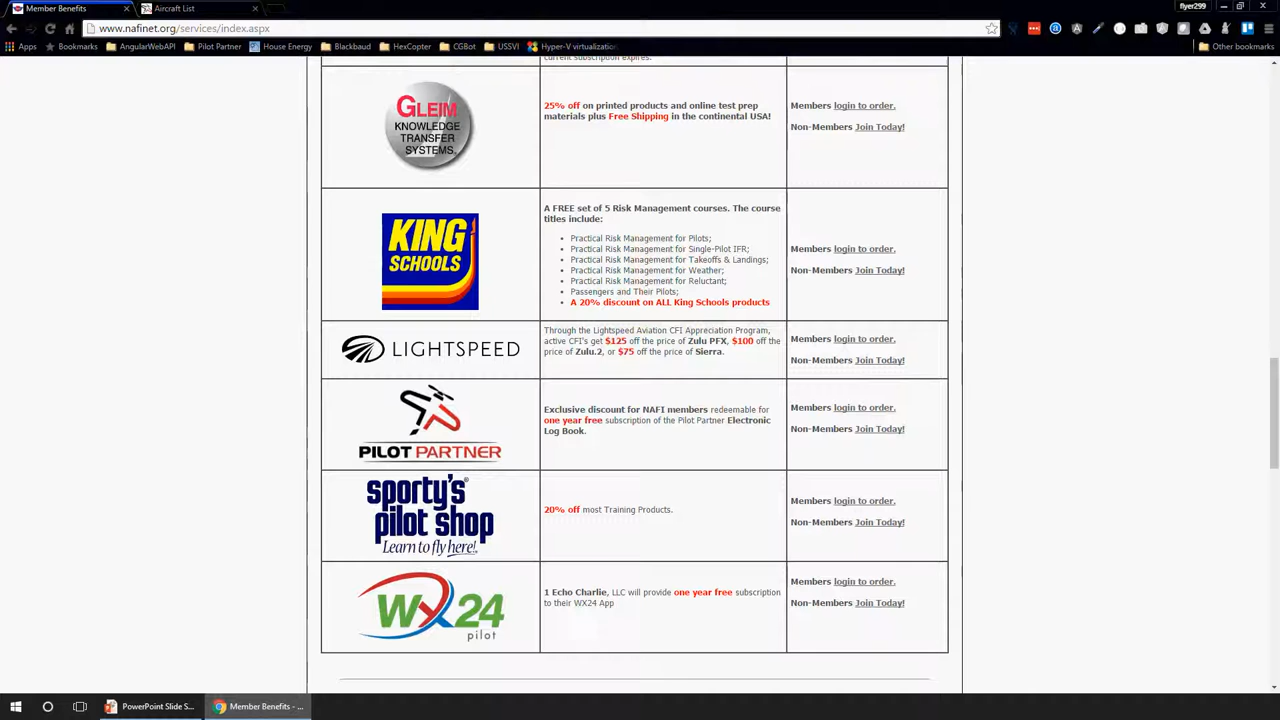 Member Benefits
Aircraft List
flyer299
www.nafinet.org/services/index.aspx
Apps
Bookmarks
AngularWebAPI
Pilot Partner
House Energy
Blackbaud
HexCopter
CGBot
USSVI
Hyper-V virtualization
Other bookmarks
current subscription expires.
GLEIM
KNOWLEDGE
TRANSFER
SYSTEMS.
25% off on printed products and online test prep
materials plus Free Shipping in the continental USA!
Members login to order.
Non-Members Join Today!
KING
SCHOOLS
A FREE set of 5 Risk Management courses. The course
titles include:
• Practical Risk Management for Pilots;
• Practical Risk Management for Single-Pilot IFR;
• Practical Risk Management for Takeoffs & Landings;
• Practical Risk Management for Weather;
• Practical Risk Management for Reluctant;
• Passengers and Their Pilots;
• A 20% discount on ALL King Schools products
Members login to order.
Non-Members Join Today!
LIGHTSPEED
Through the Lightspeed Aviation CFI Appreciation Program,
active CFI's get $125 off the price of Zulu PFX, $100 off the
price of Zulu.2, or $75 off the price of Sierra.
Members login to order.
Non-Members Join Today!
PILOT PARTNER
Exclusive discount for NAFI members redeemable for
one year free subscription of the Pilot Partner Electronic
Log Book.
Members login to order.
Non-Members Join Today!
sporty's®
pilot shop
Learn to fly here!
20% off most Training Products.
Members login to order.
Non-Members Join Today!
WX24
pilot
1 Echo Charlie, LLC will provide one year free subscription
to their WX24 App
Members login to order.
Non-Members Join Today!
PowerPoint Slide S...
Member Benefits - ...